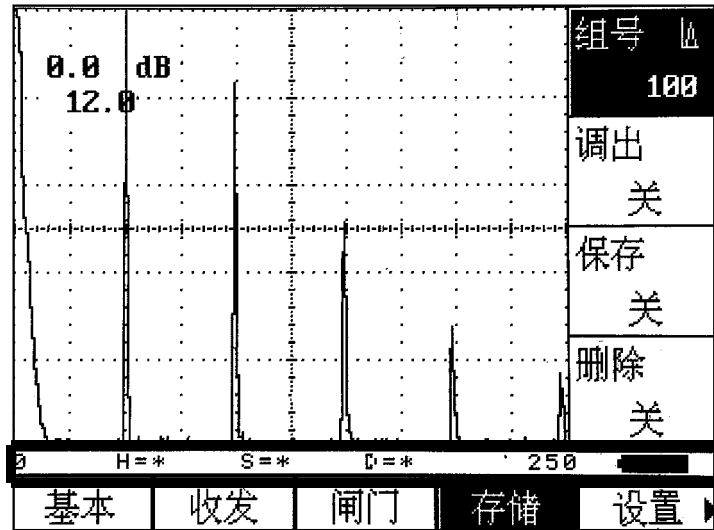 组号
0.0 dB
100
12.0
调出
关
保存
关
删除
关
0 H=* S=* D=* 250
基本 收发 闸门 存储 设置